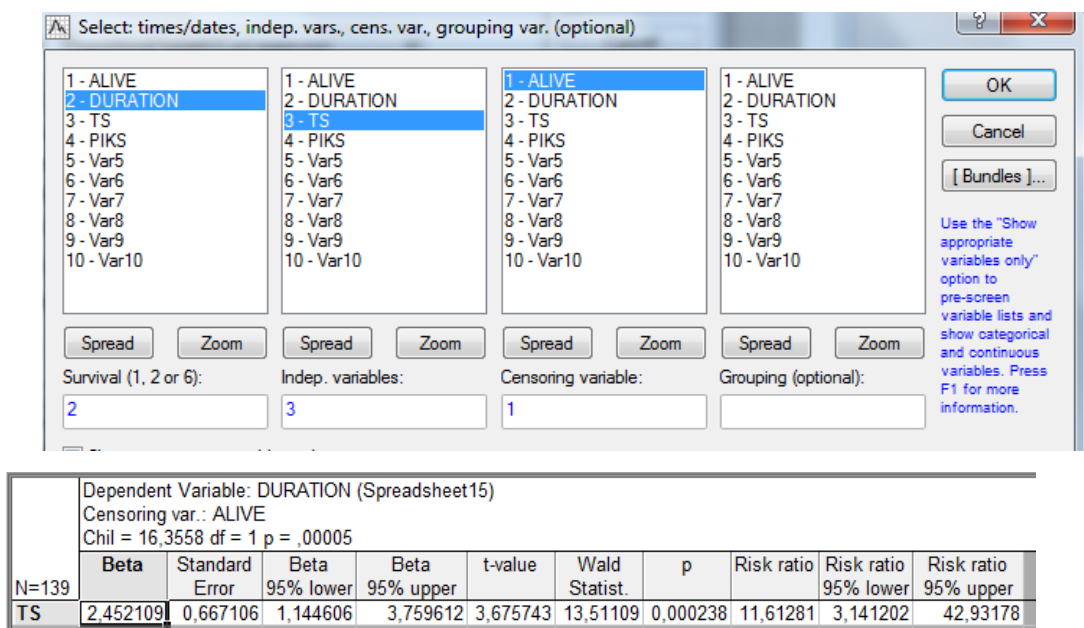 Select: times/dates, indep. vars., cens. var., grouping var. (optional)
? X
1 - ALIVE
2 - DURATION
3 - TS
4 - PIKS
5 - Var5
6 - Var6
7 - Var7
8 - Var8
9 - Var9
10 - Var10
1 - ALIVE
2 - DURATION
3 - TS
4 - PIKS
5 - Var5
6 - Var6
7 - Var7
8 - Var8
9 - Var9
10 - Var10
1 - ALIVE
2 - DURATION
3 - TS
4 - PIKS
5 - Var5
6 - Var6
7 - Var7
8 - Var8
9 - Var9
10 - Var10
1 - ALIVE
2 - DURATION
3 - TS
4 - PIKS
5 - Var5
6 - Var6
7 - Var7
8 - Var8
9 - Var9
10 - Var10
OK
Cancel
[ Bundles ]...
Use the "Show
appropriate
variables only"
option to
pre-screen
variable lists and
show categorical
and continuous
variables. Press
F1 for more
information.
Spread Zoom Spread Zoom Spread Zoom Spread Zoom
Survival (1, 2 or 6): Indep. variables: Censoring variable: Grouping (optional):
2 3 1
Dependent Variable: DURATION (Spreadsheet15)
Censoring var.: ALIVE
Chil = 16,3558 df = 1 p = ,00005
Beta Standard Beta Beta t-value Wald p Risk ratio Risk ratio Risk ratio
N=139 Error 95% lower 95% upper Statist. 95% lower 95% upper
TS 2,452109 0,667106 1,144606 3,759612 3,675743 13,51109 0,000238 11,61281 3,141202 42,93178